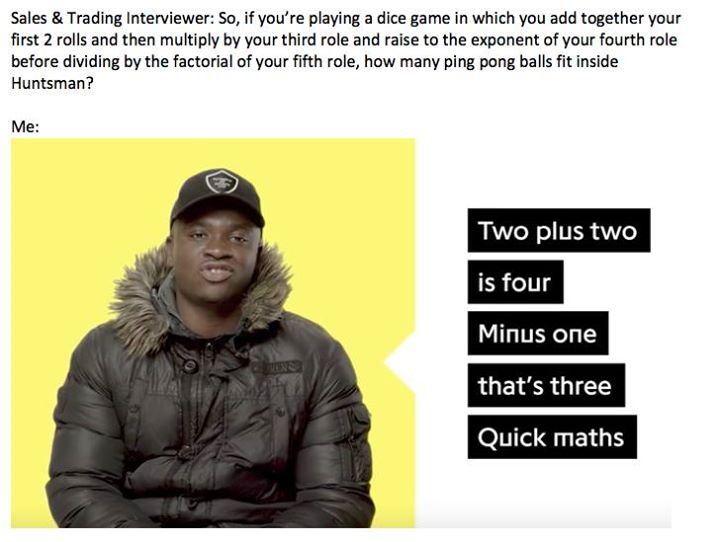 Sales & Trading Interviewer: So, if you're playing a dice game in which you add together your
first 2 rolls and then multiply by your third role and raise to the exponent of your fourth role
before dividing by the factorial of your fifth role, how many ping pong balls fit inside
Huntsman?
Me:
Two plus two
is four
Minus one
that's three
Quick maths